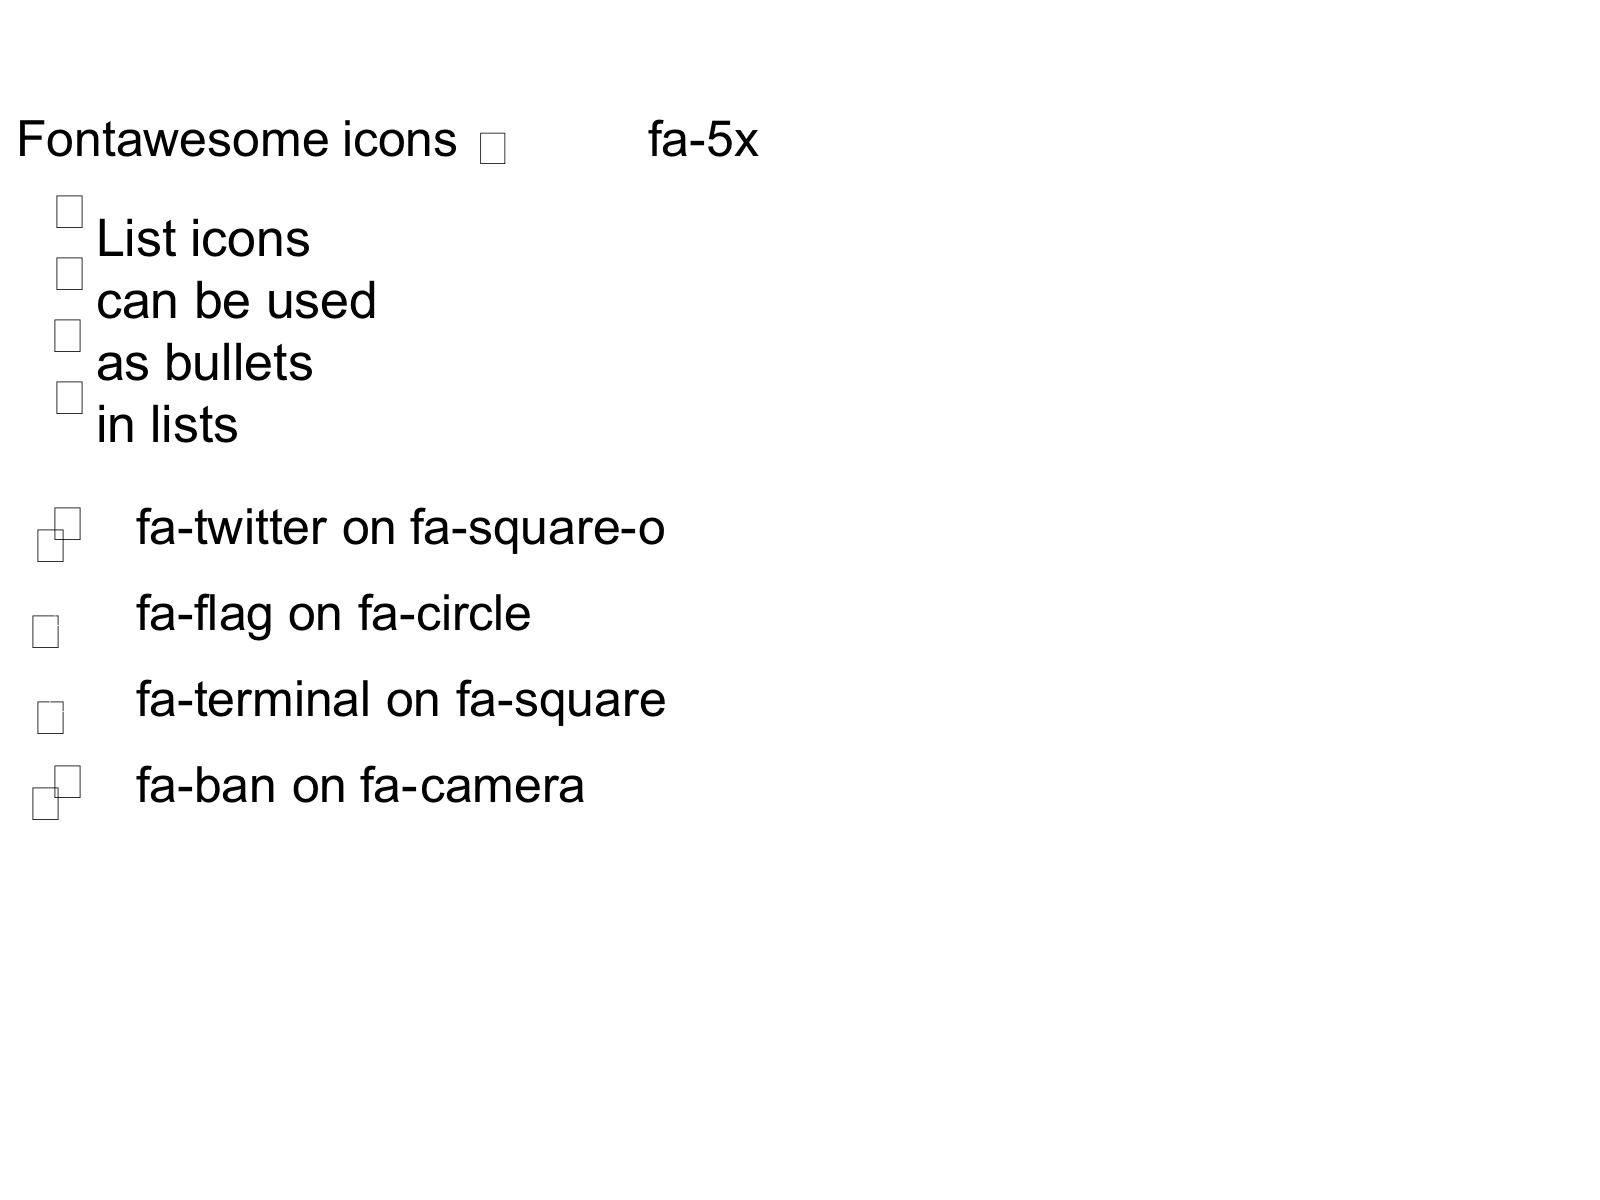 Fontawesome icons fa-5x
List icons
can be used
as bullets
in lists
fa-twitter on fa-square-o
fa-flag on fa-circle
fa-terminal on fa-square
fa-ban on fa-camera